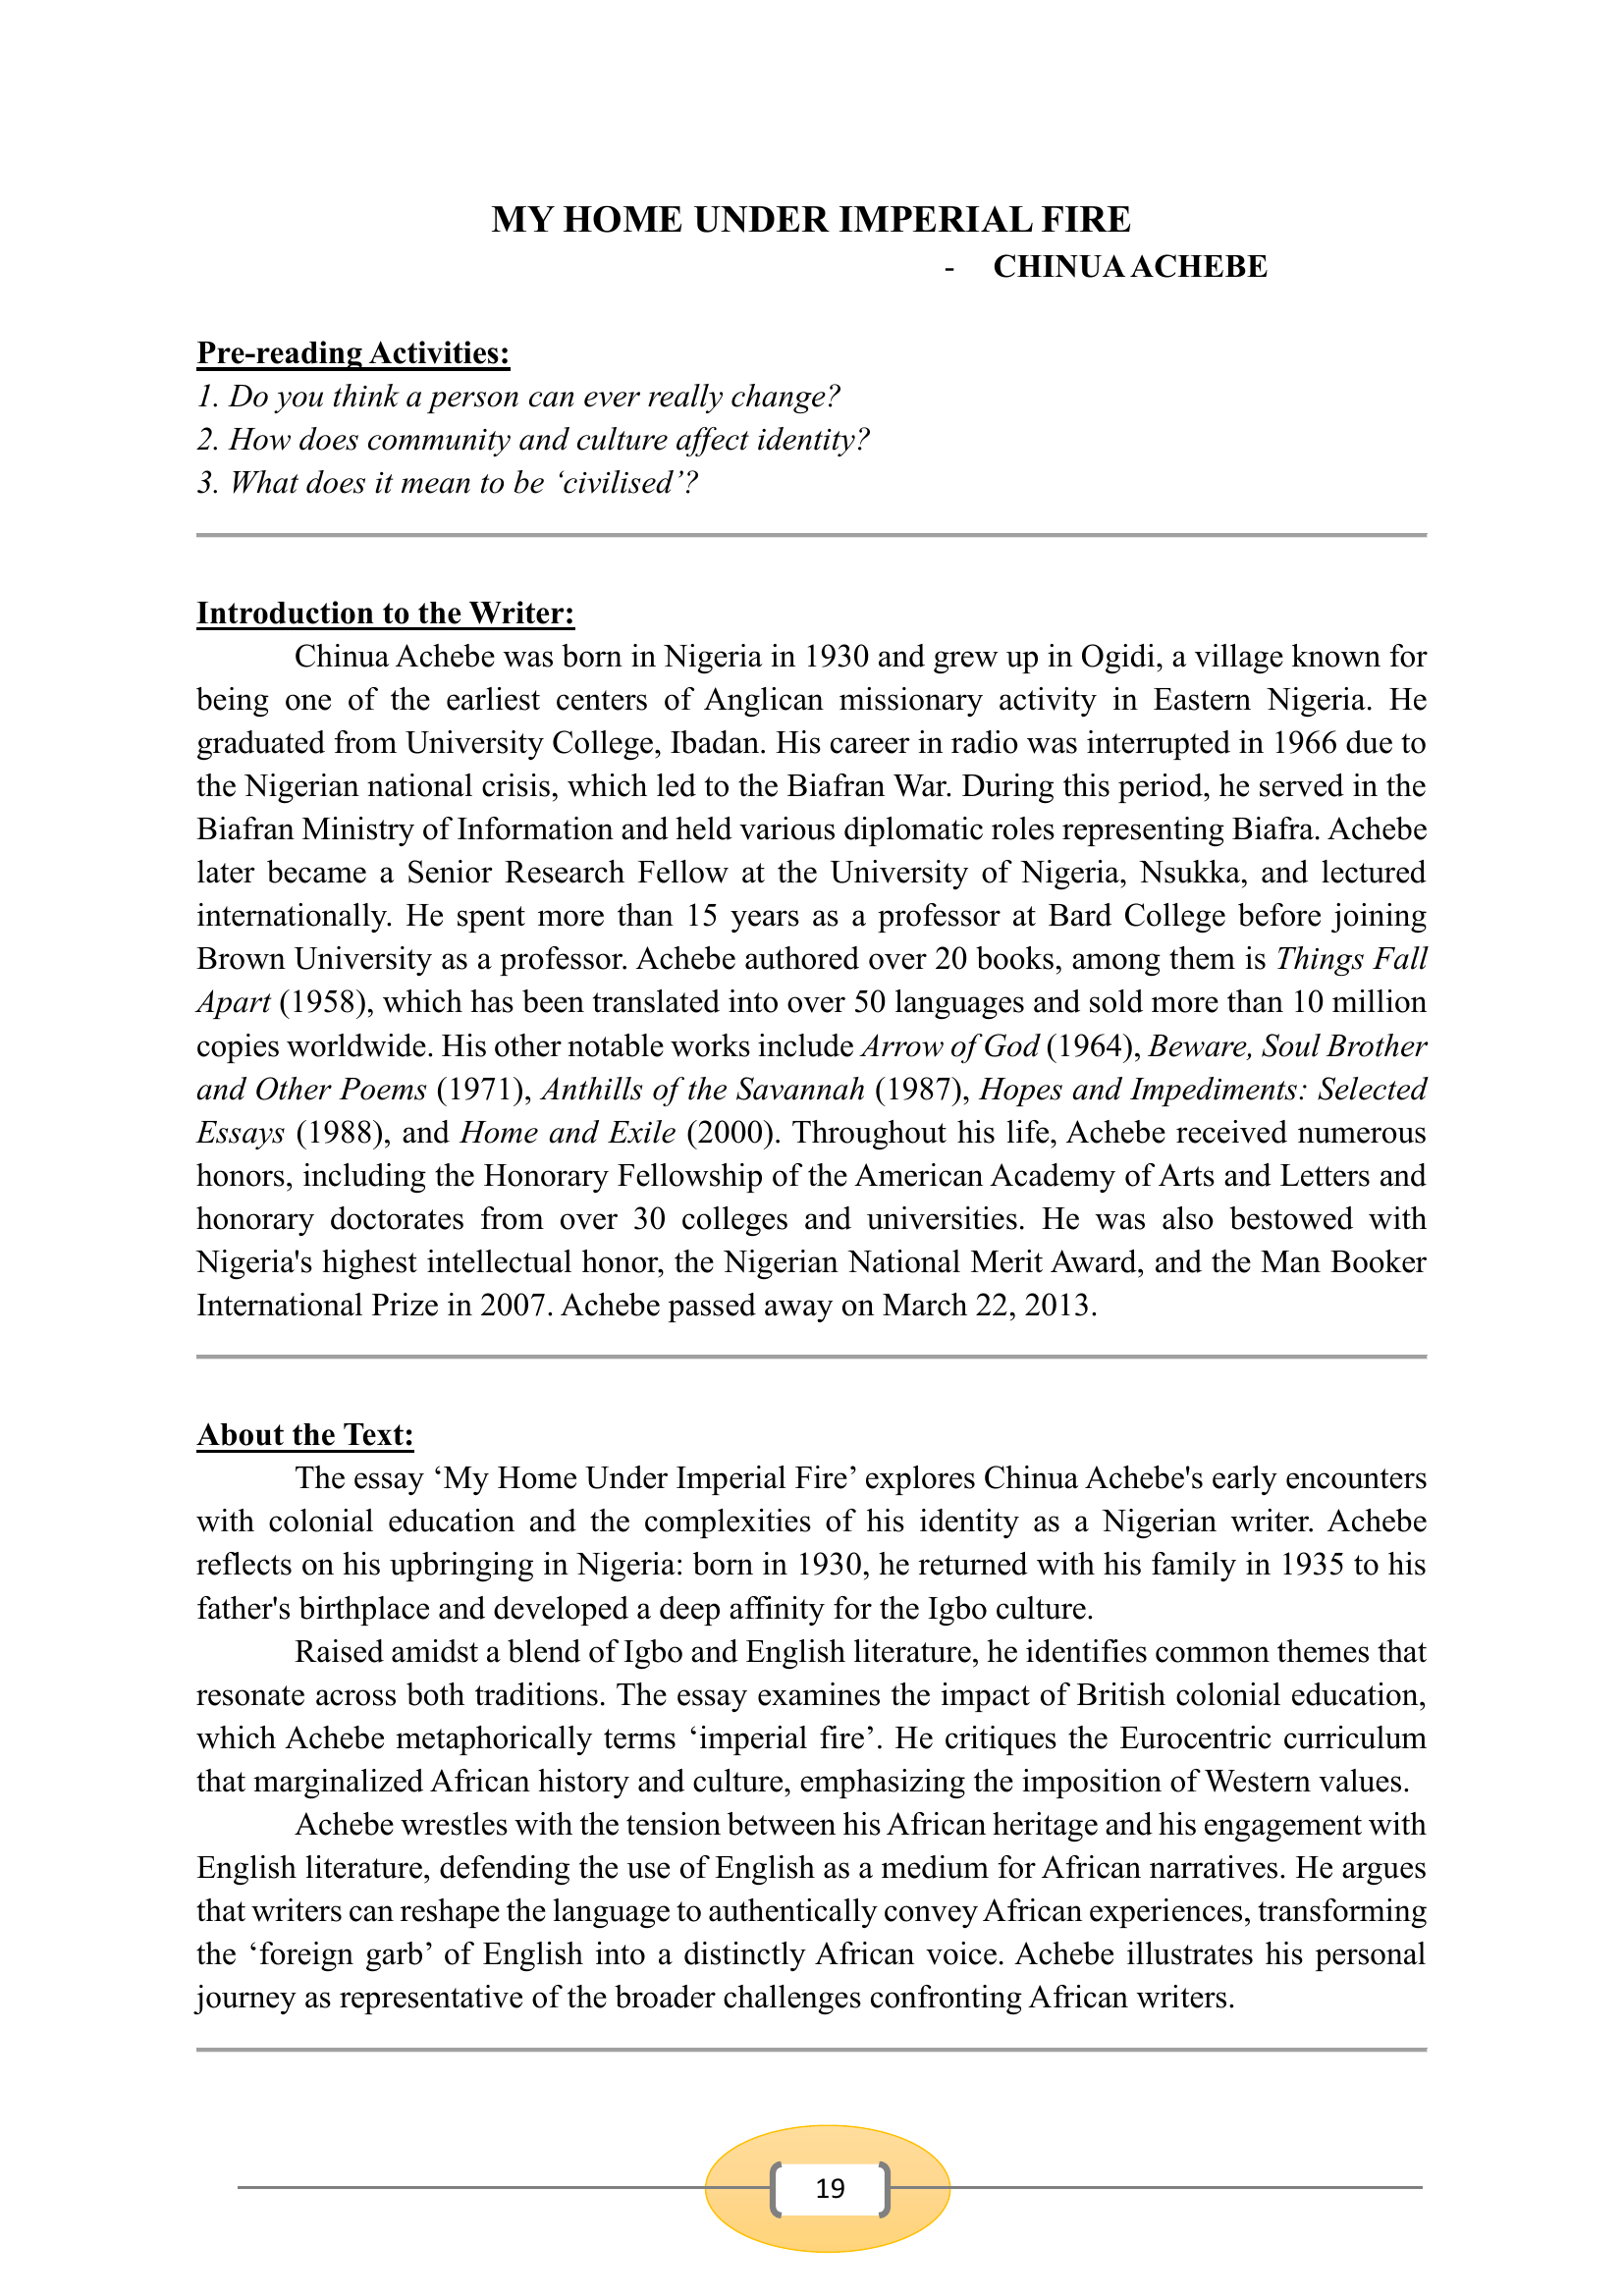 MY HOME UNDER IMPERIAL FIRE
- CHINUA ACHEBE
Pre-reading Activities:
1. Do you think a person can ever really change?
2. How does community and culture affect identity?
3. What does it mean to be ‘civilised’?
Introduction to the Writer:
Chinua Achebe was born in Nigeria in 1930 and grew up in Ogidi, a village known for
being one of the earliest centers of Anglican missionary activity in Eastern Nigeria. He
graduated from University College, Ibadan. His career in radio was interrupted in 1966 due to
the Nigerian national crisis, which led to the Biafran War. During this period, he served in the
Biafran Ministry of Information and held various diplomatic roles representing Biafra. Achebe
later became a Senior Research Fellow at the University of Nigeria, Nsukka, and lectured
internationally. He spent more than 15 years as a professor at Bard College before joining
Brown University as a professor. Achebe authored over 20 books, among them is Things Fall
Apart (1958), which has been translated into over 50 languages and sold more than 10 million
copies worldwide. His other notable works include Arrow of God (1964), Beware, Soul Brother
and Other Poems (1971), Anthills of the Savannah (1987), Hopes and Impediments: Selected
Essays (1988), and Home and Exile (2000). Throughout his life, Achebe received numerous
honors, including the Honorary Fellowship of the American Academy of Arts and Letters and
honorary doctorates from over 30 colleges and universities. He was also bestowed with
Nigeria's highest intellectual honor, the Nigerian National Merit Award, and the Man Booker
International Prize in 2007. Achebe passed away on March 22, 2013.
About the Text:
The essay ‘My Home Under Imperial Fire’ explores Chinua Achebe's early encounters
with colonial education and the complexities of his identity as a Nigerian writer. Achebe
reflects on his upbringing in Nigeria: born in 1930, he returned with his family in 1935 to his
father's birthplace and developed a deep affinity for the Igbo culture.
Raised amidst a blend of Igbo and English literature, he identifies common themes that
resonate across both traditions. The essay examines the impact of British colonial education,
which Achebe metaphorically terms ‘imperial fire’. He critiques the Eurocentric curriculum
that marginalized African history and culture, emphasizing the imposition of Western values.
Achebe wrestles with the tension between his African heritage and his engagement with
English literature, defending the use of English as a medium for African narratives. He argues
that writers can reshape the language to authentically convey African experiences, transforming
the ‘foreign garb’ of English into a distinctly African voice. Achebe illustrates his personal
journey as representative of the broader challenges confronting African writers.
19